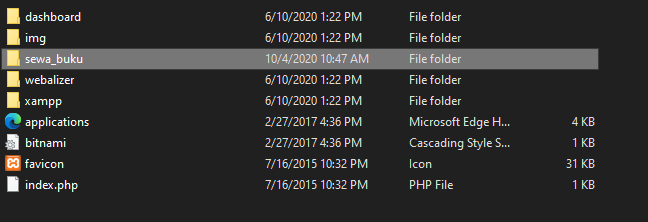 dashboard 6/10/2020 1:22 PM File folder
img 6/10/2020 1:22 PM File folder
sewa_buku 10/4/2020 10:47 AM File folder
webalizer 6/10/2020 1:22 PM File folder
xampp 6/10/2020 1:22 PM File folder
applications 2/27/2017 4:36 PM Microsoft Edge H... 4 KB
bitnami 2/27/2017 4:36 PM Cascading Style S... 1 KB
favicon 7/16/2015 10:32 PM Icon 31 KB
index.php 7/16/2015 10:32 PM PHP File 1 KB